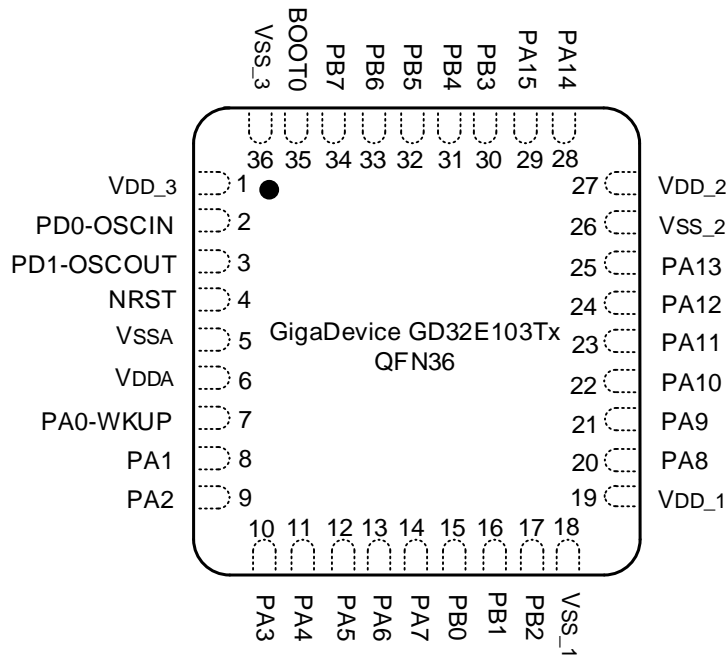 VSS_3
BOOT0
PB7
PB6
PB5
PB4
PB3
PA15
PA14
36 35 34 33 32 31 30 29 28
VDD_3 1
PD0-OSCIN 2
PD1-OSCOUT 3
NRST 4
VSSA 5
VDDA 6
PA0-WKUP 7
PA1 8
PA2 9
GigaDevice GD32E103Tx
QFN36
27 VDD_2
26 VSS_2
25 PA13
24 PA12
23 PA11
22 PA10
21 PA9
20 PA8
19 VDD_1
10 11 12 13 14 15 16 17 18
PA3
PA4
PA5
PA6
PA7
PB0
PB1
PB2
VSS_1